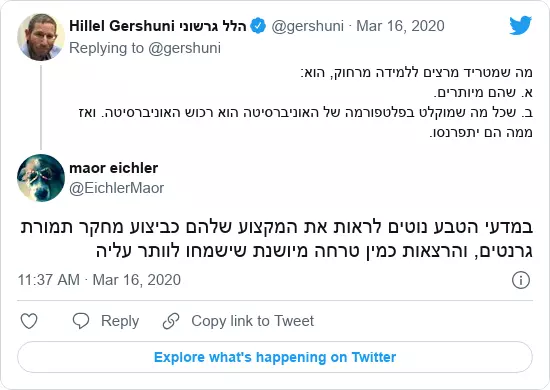 Hillel Gershuni הלל גרשוני @gershuni · Mar 16, 2020
Replying to @gershuni
מה שמטריד מרצים ללמידה מרחוק, הוא:
א. שהם מיותרים.
ב. שכל מה שמוקלט בפלטפורמה של האוניברסיטה הוא רכוש האוניברסיטה. ואז
ממה הם יתפרנסו.
maor eichler
@EichlerMaor
במדעי הטבע נוטים לראות את המקצוע שלהם כביצוע מחקר תמורת
גרנטים, והרצאות כמין טרחה מיושנת שישמחו לוותר עליה
11:37 AM · Mar 16, 2020
Reply
Copy link to Tweet
Explore what's happening on Twitter